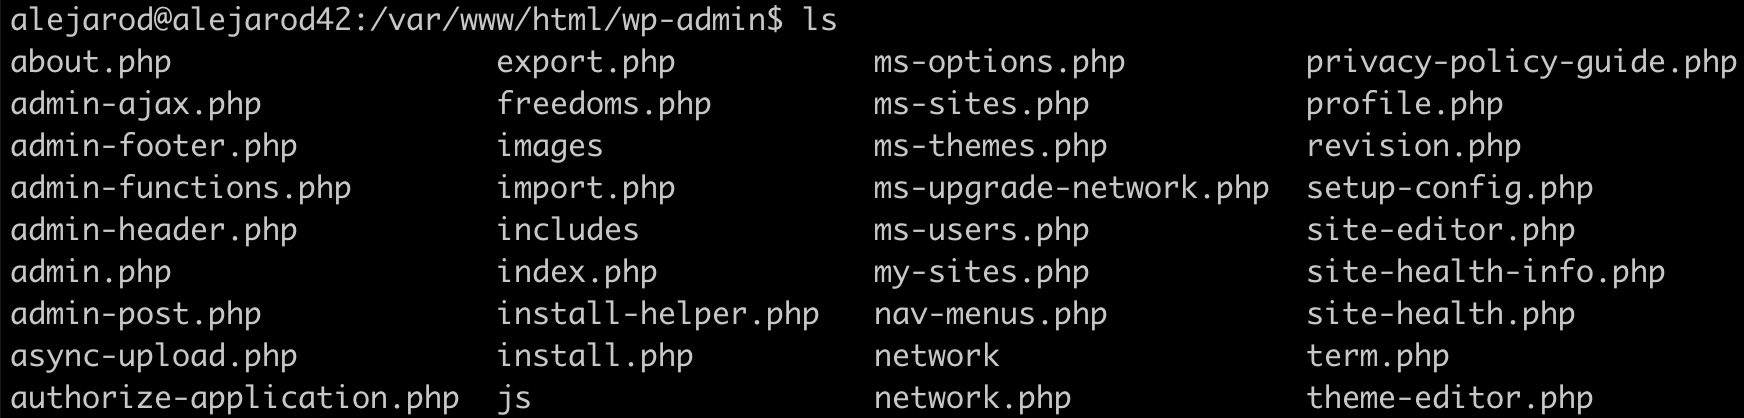 alejarod@alejarod42:/var/www/html/wp-admin$ ls
about.php export.php ms-options.php privacy-policy-guide.php
admin-ajax.php freedoms.php ms-sites.php profile.php
admin-footer.php images ms-themes.php revision.php
admin-functions.php import.php ms-upgrade-network.php setup-config.php
admin-header.php includes ms-users.php site-editor.php
admin.php index.php my-sites.php site-health-info.php
admin-post.php install-helper.php nav-menus.php site-health.php
async-upload.php install.php network term.php
authorize-application.php js network.php theme-editor.php